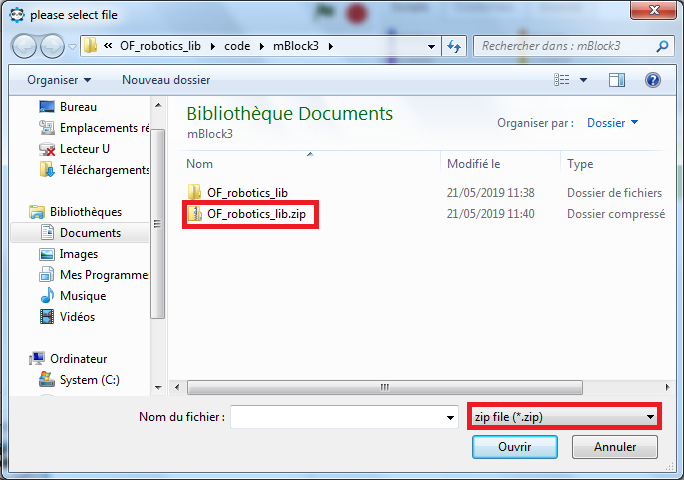 please select file
« OF_robotics_lib code mBlock3 Rechercher dans : mBlock3
Organiser Nouveau dossier
Bureau
Emplacements ré
Lecteur U
Téléchargements
Bibliothèques
Documents
Images
Mes Programme
Musique
Vidéos
Ordinateur
System (C:)
Bibliothèque Documents
mBlock3
Organiser par : Dossier
Nom Modifié le Type
OF_robotics_lib 21/05/2019 11:38 Dossier de fichiers
OF_robotics_lib.zip 21/05/2019 11:40 Dossier compressé
Nom du fichier : zip file (*.zip)
Ouvrir Annuler